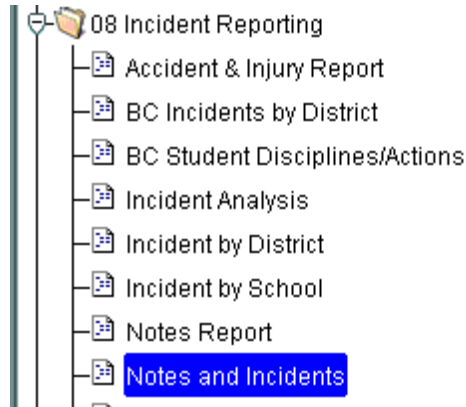 08 Incident Reporting
Accident & Injury Report
BC Incidents by District
BC Student Disciplines/Actions
Incident Analysis
Incident by District
Incident by School
Notes Report
Notes and Incidents